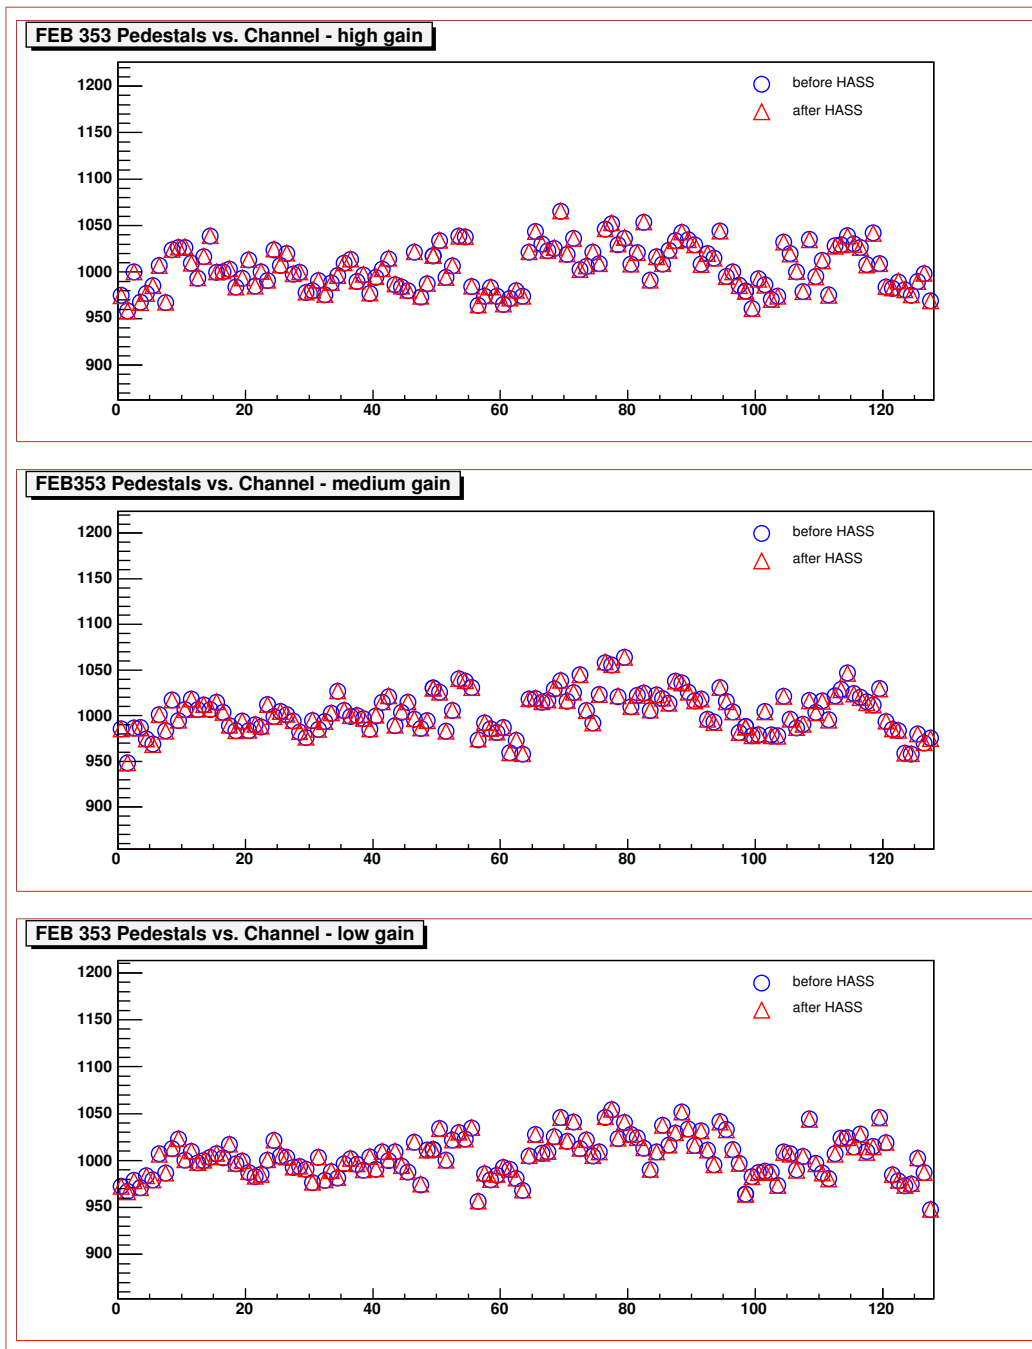 FEB 353 Pedestals vs. Channel - high gain
before HASS
after HASS
1200
1150
1100
1050
1000
950
900
0 20 40 60 80 100 120
FEB353 Pedestals vs. Channel - medium gain
before HASS
after HASS
1200
1150
1100
1050
1000
950
900
0 20 40 60 80 100 120
FEB 353 Pedestals vs. Channel - low gain
before HASS
after HASS
1200
1150
1100
1050
1000
950
900
0 20 40 60 80 100 120